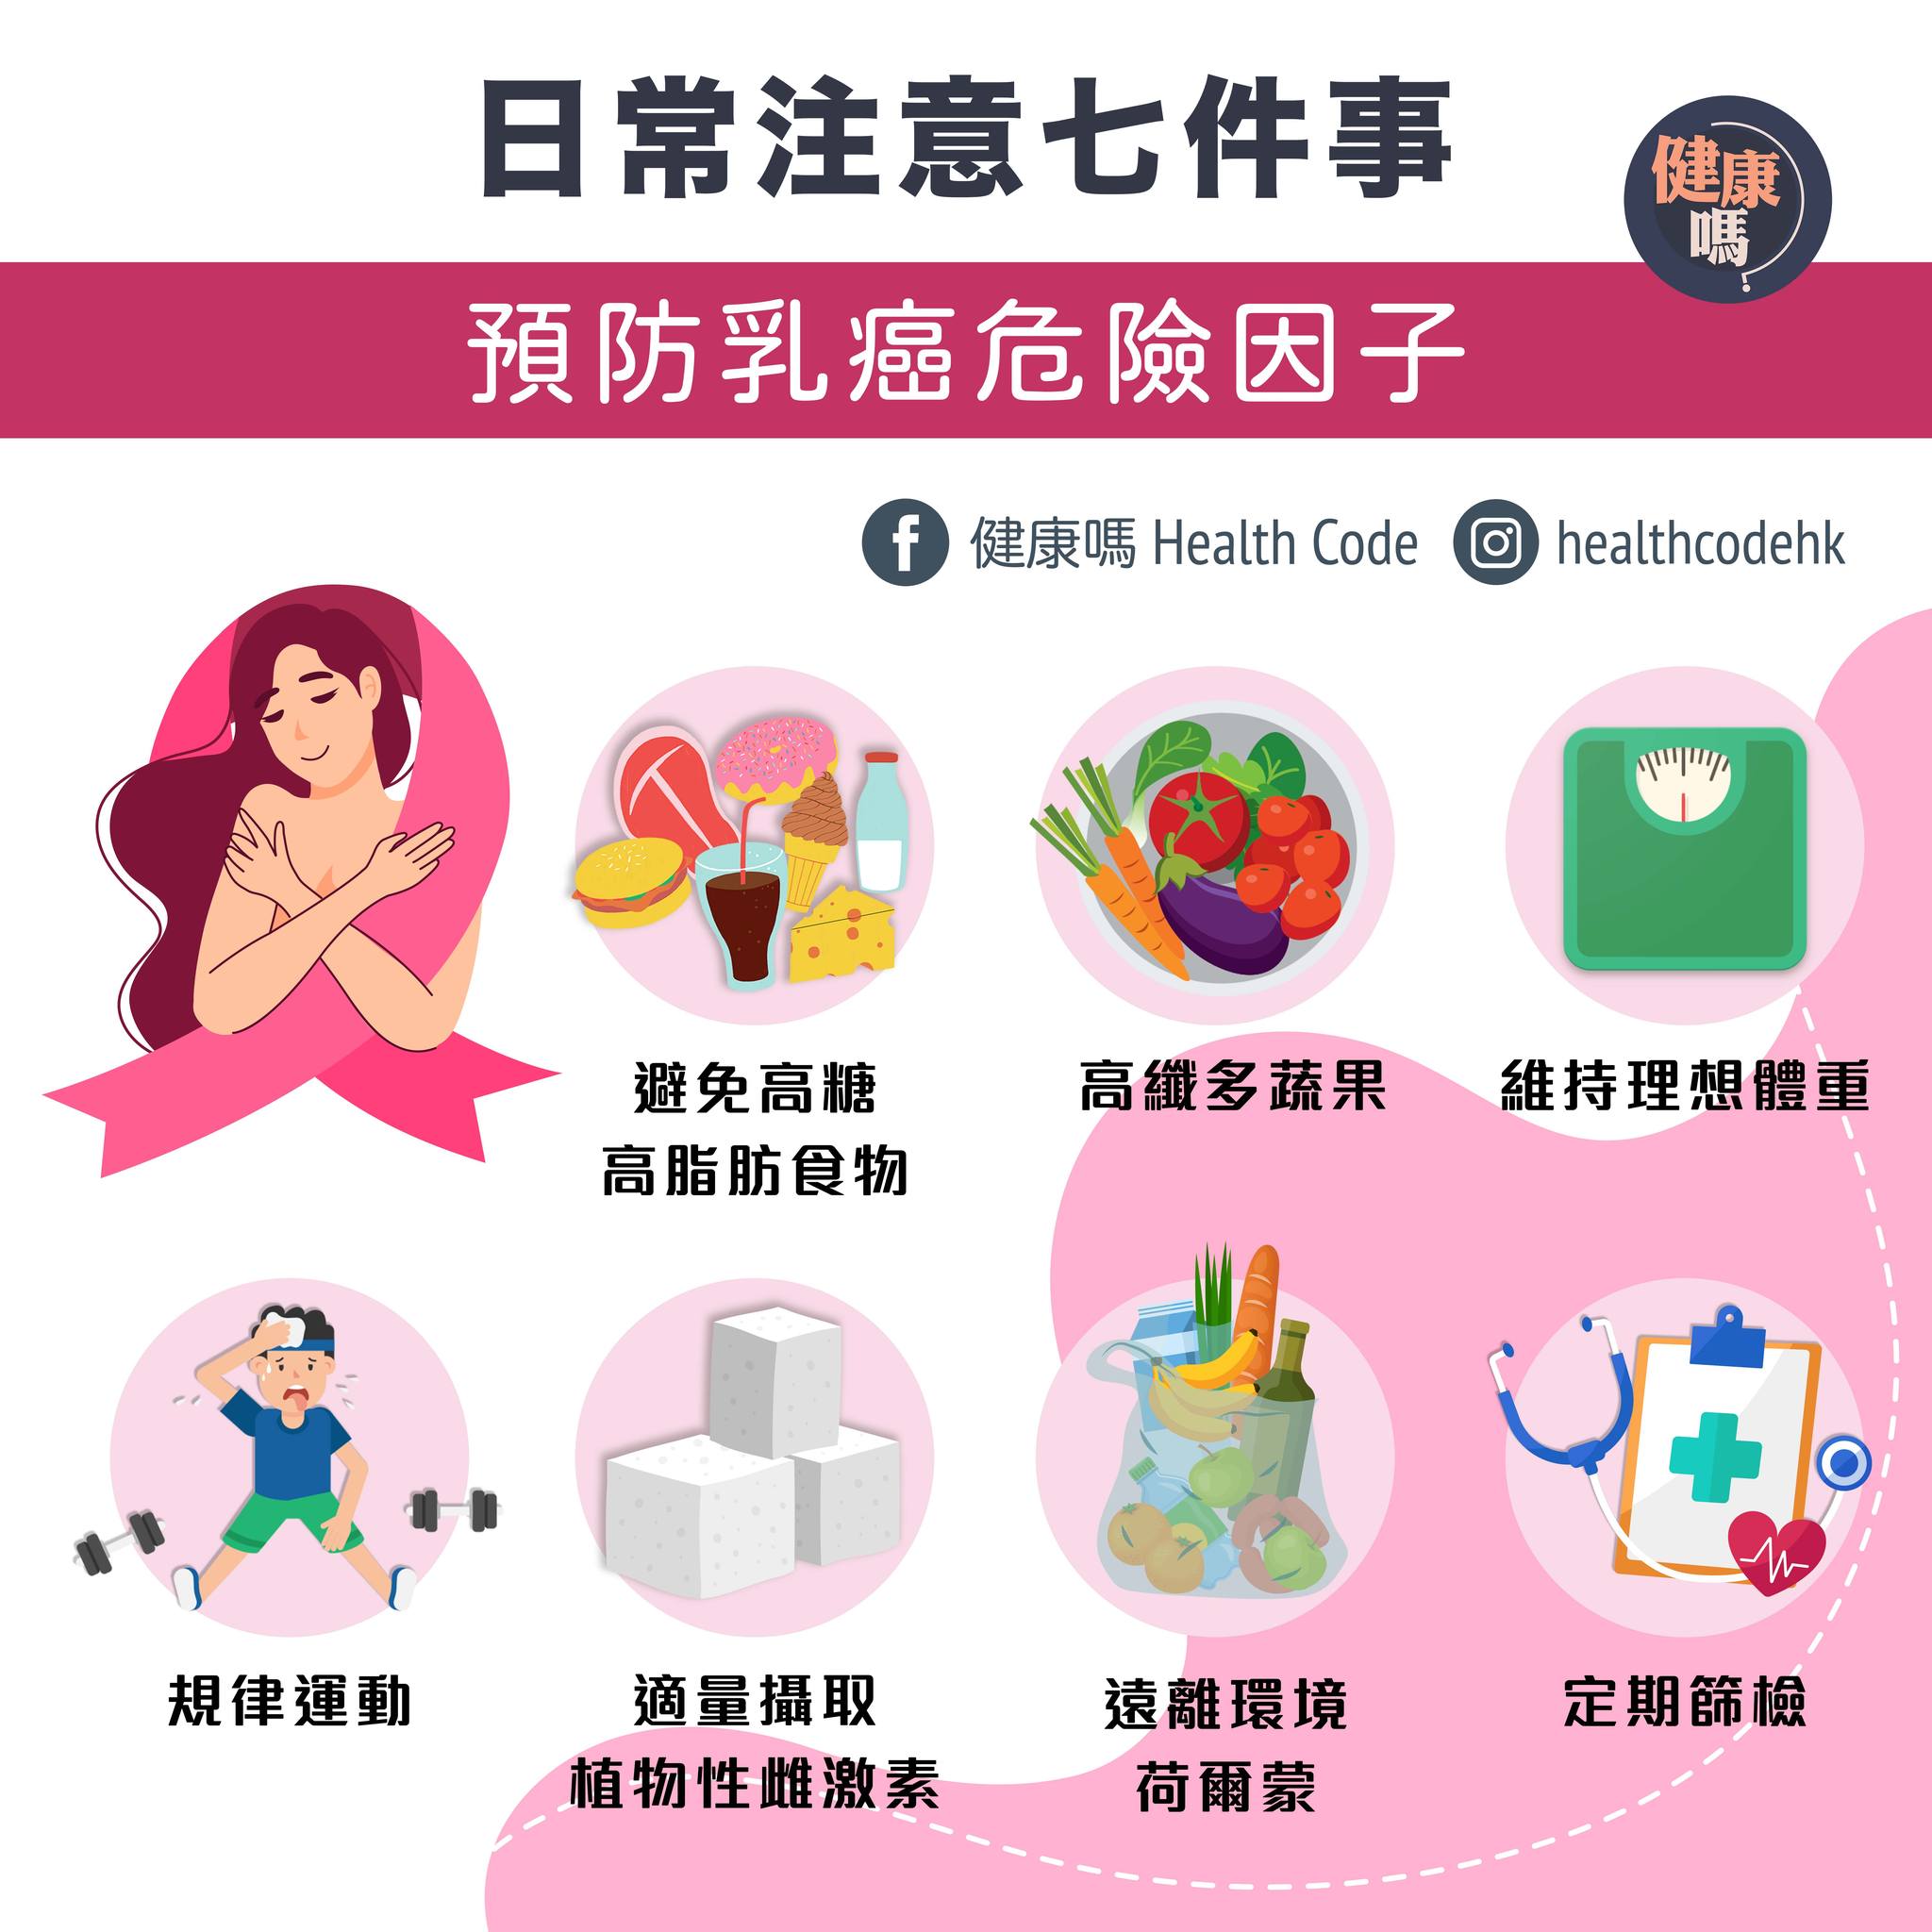 日常注意七件事
健康
嗎
預防乳癌危險因子
健康嗎 Health Code
healthcodehk
避免高糖
高脂肪食物
高纖多蔬果
維持理想體重
規律運動
適量攝取
植物性雌激素
遠離環境
荷爾蒙
定期篩檢